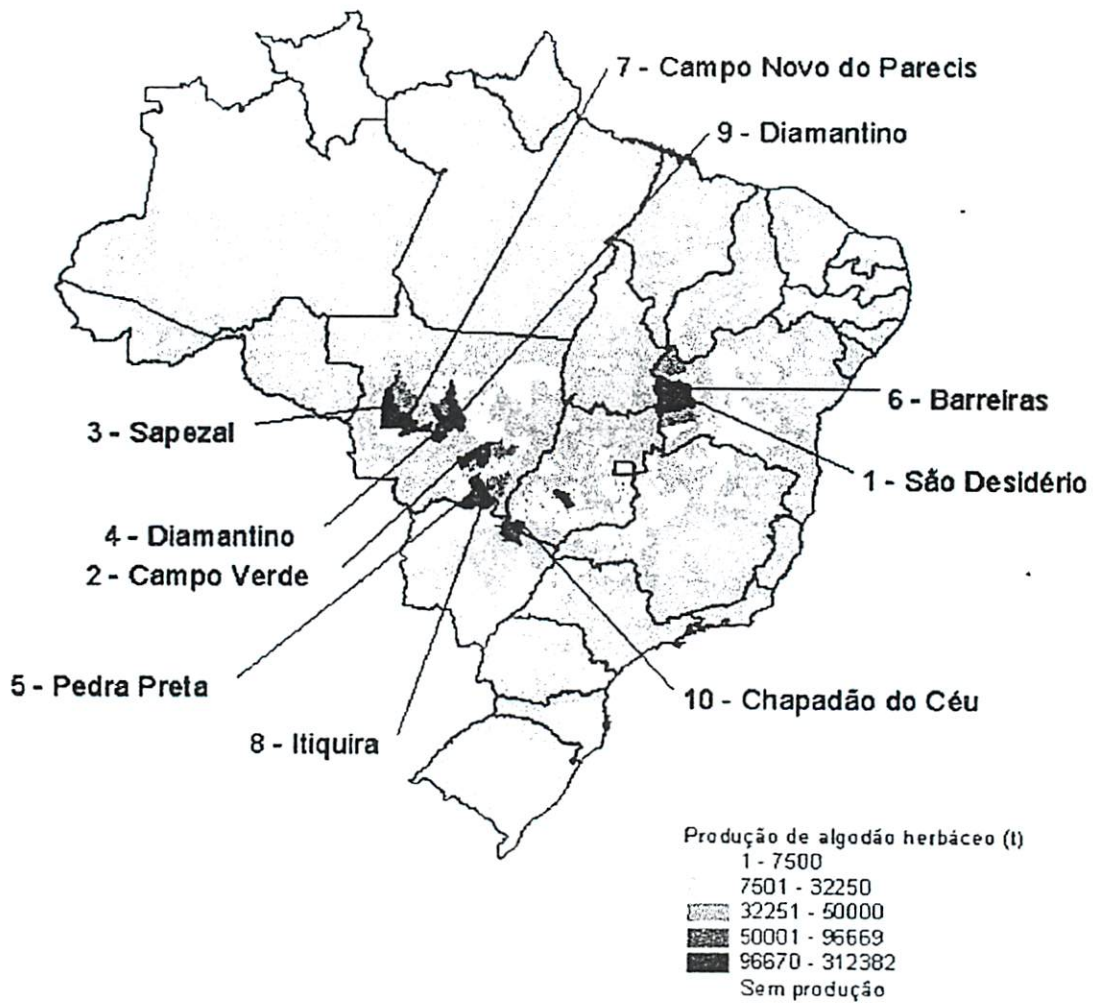 7 - Campo Novo do Parecis
9 - Diamantino
6 - Barreiras
3 - Sapezal
1 - São Desidério
4 - Diamantino
2 - Campo Verde
5 - Pedra Preta
10 - Chapadão do Céu
8 - Itiquira
Produção de algodão herbáceo (t)
1 - 7500
7501 - 32250
32251 - 50000
50001 - 96669
96670 - 312382
Sem produção